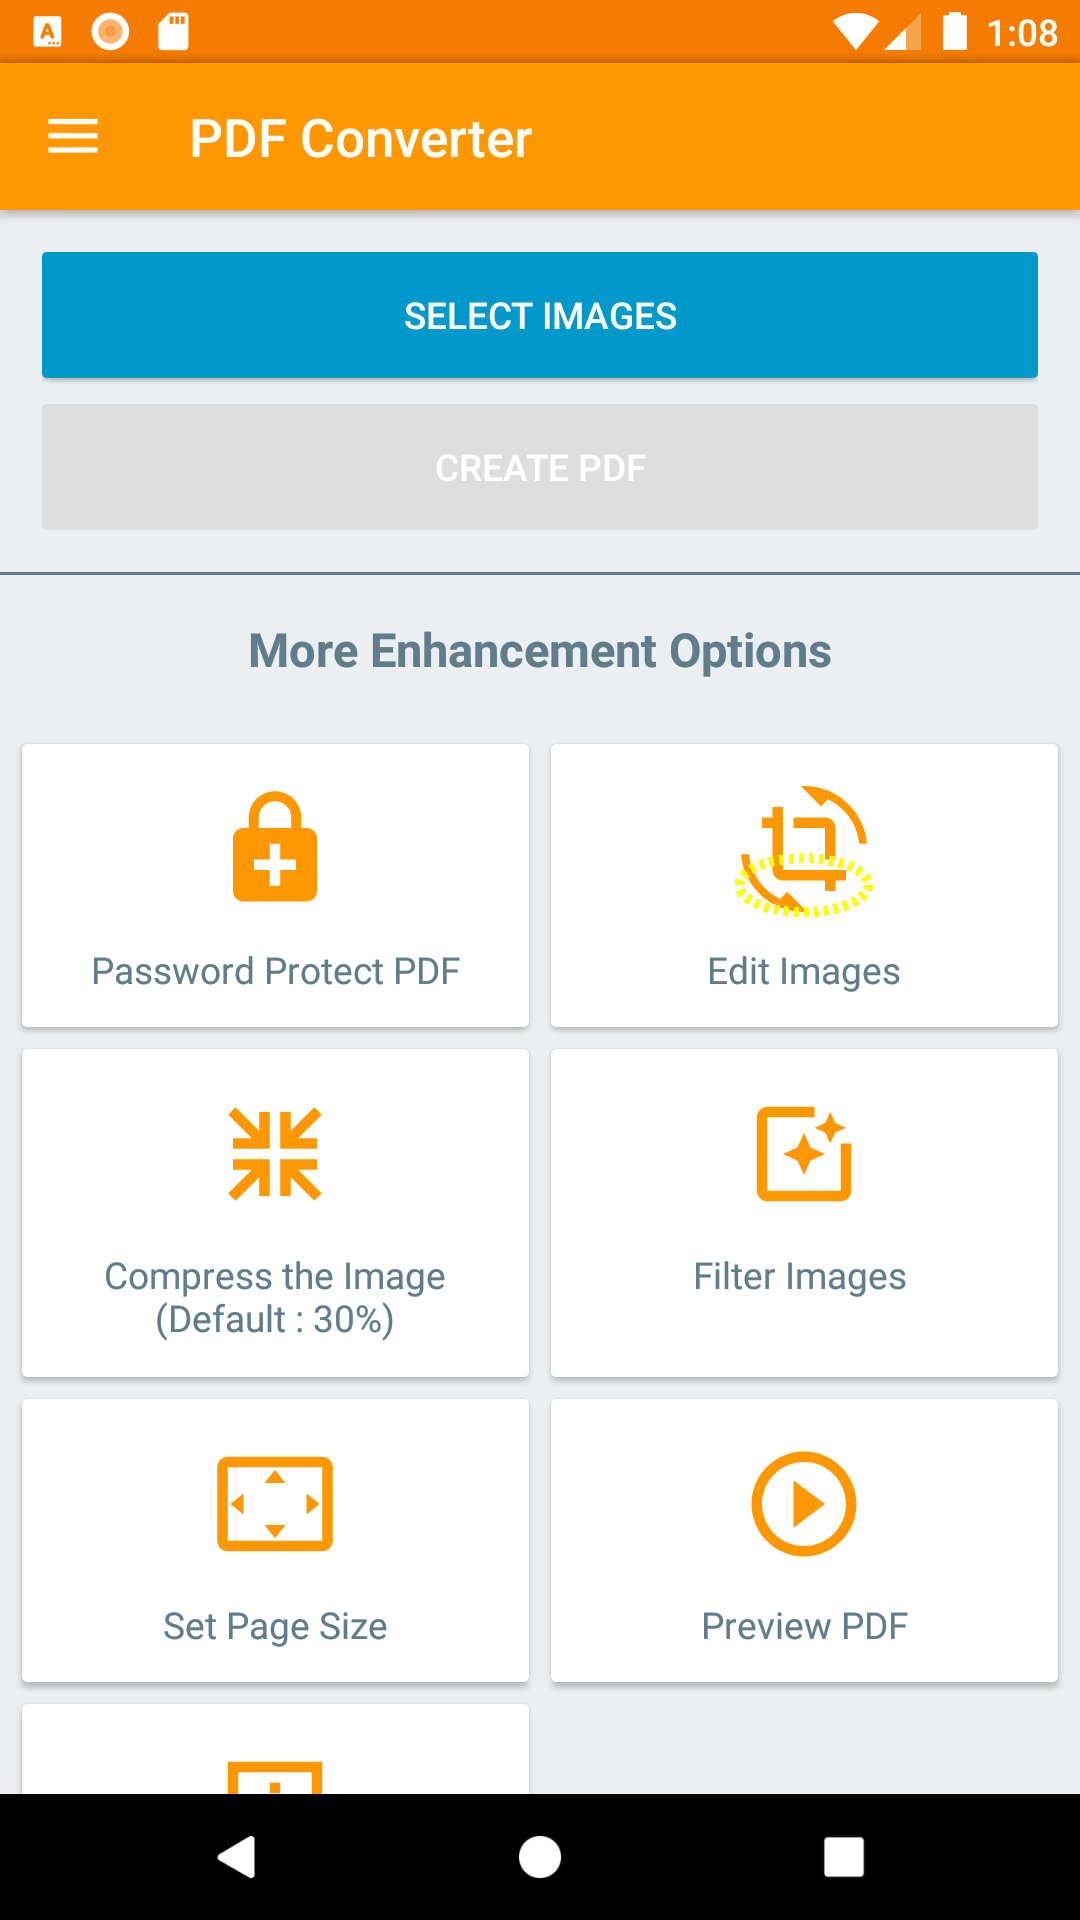 1:08
PDF Converter
SELECT IMAGES
CREATE PDF
More Enhancement Options
Password Protect PDF
Edit Images
Compress the Image
(Default : 30%)
Filter Images
Set Page Size
Preview PDF